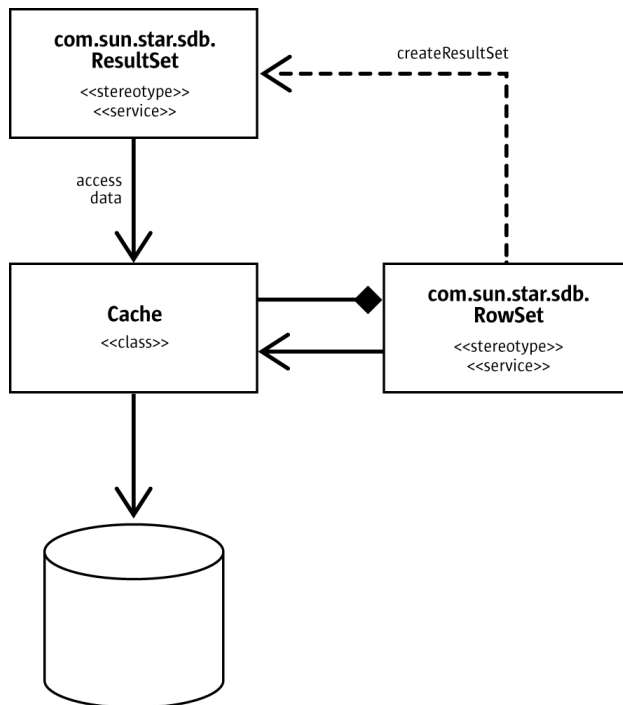 com.sun.star.sdb.
ResultSet
<<stereotype>>
<<service>>
createResultSet
access
data
Cache
<<class>>
com.sun.star.sdb.
RowSet
<<stereotype>>
<<service>>